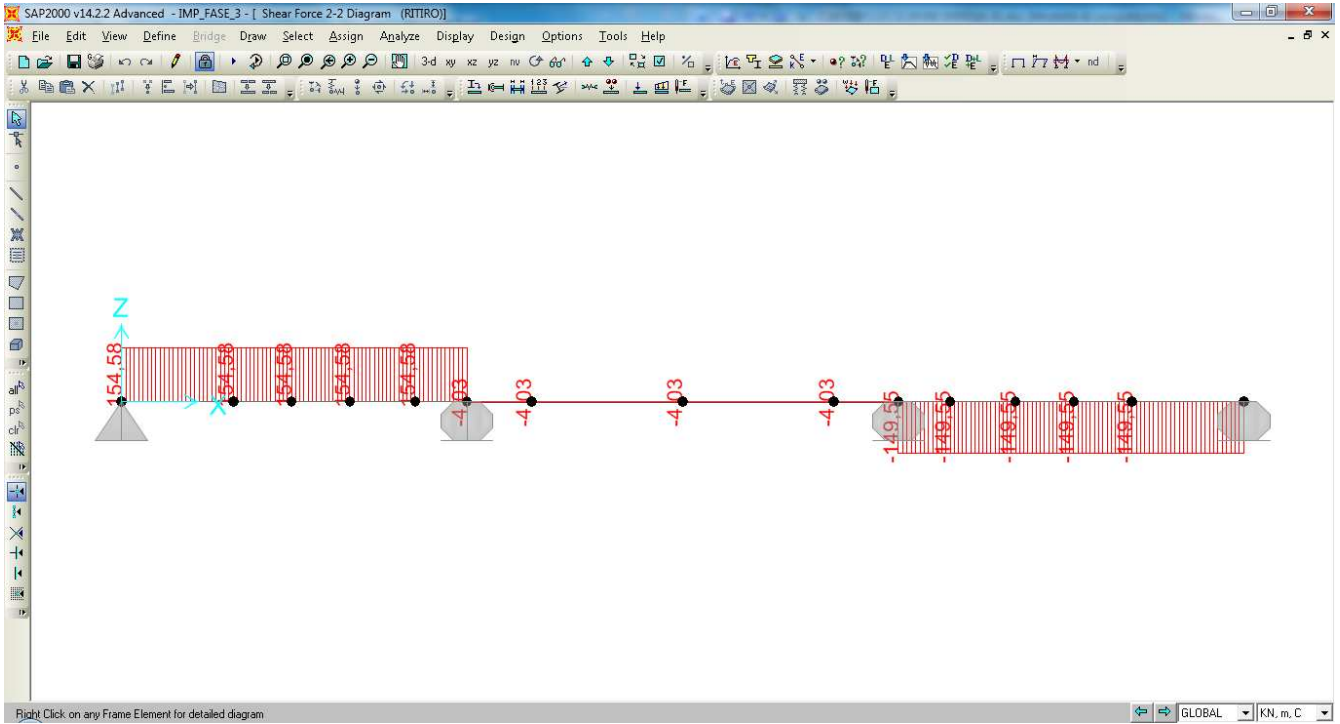 SAP2000 v14.2.2 Advanced - IMP_FASE_3 - [ Shear Force 2-2 Diagram (RITIRO)]
File Edit View Define Bridge Draw Select Assign Analyze Display Design Options Tools Help
3-d xy xz yz nv
nd
all
ps
clr
Z
X
154,58
154,58
154,58
154,58
154,58
-4,03
-4,03
-4,03
-4,03
-149,55
-149,55
-149,55
-149,55
-149,55
Right Click on any Frame Element for detailed diagram
GLOBAL
KN, m, C